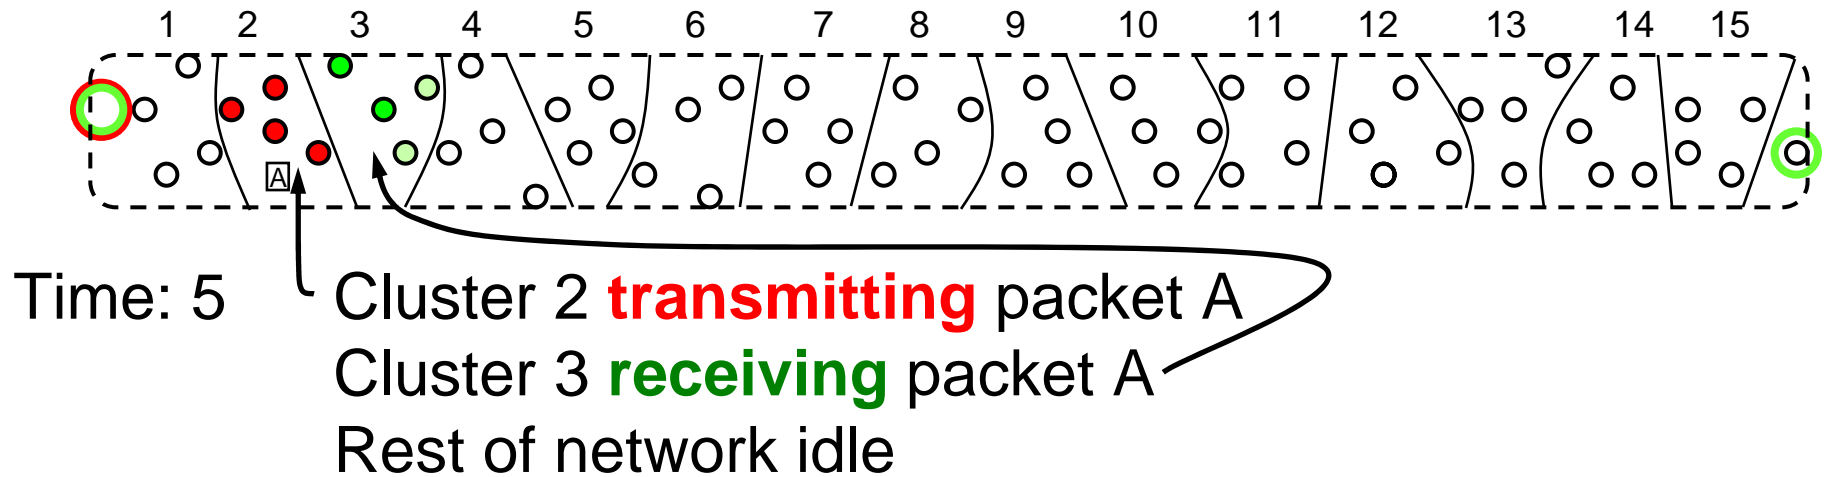 1 2 3 4 5 6 7 8 9 10 11 12 13 14 15
A
Time: 5 Cluster 2 transmitting packet A
Cluster 3 receiving packet A
Rest of network idle